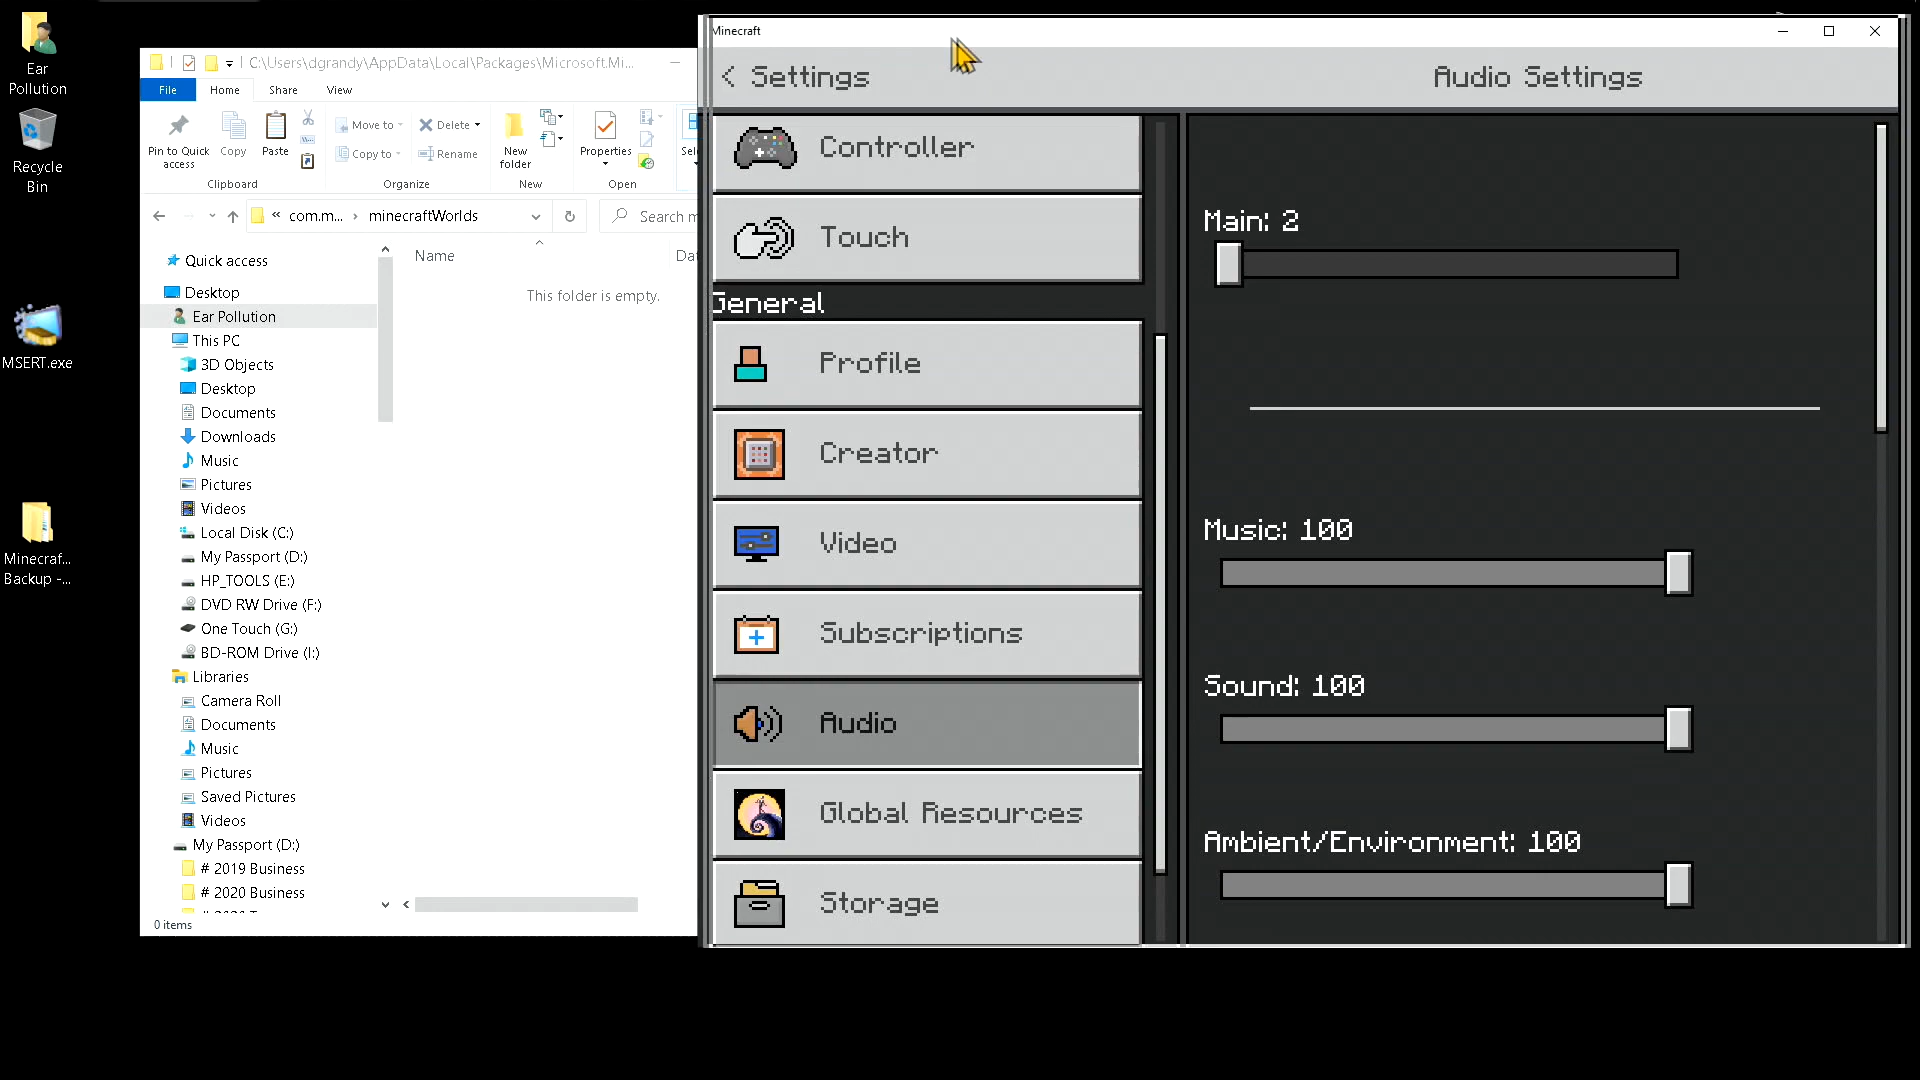 Ear
Pollution
Recycle
Bin
MSERT.exe
Minecraf...
Backup -...
C:\Users\dgrandy\AppData\Local\Packages\Microsoft.Mi...
File
Home
Share
View
Pin to Quick
access
Copy
Paste
Move to
Copy to
Delete
Rename
New
folder
Properties
Clipboard
Organize
New
Open
« com.m... › minecraftWorlds
Name
This folder is empty.
Quick access
Desktop
Ear Pollution
This PC
3D Objects
Desktop
Documents
Downloads
Music
Pictures
Videos
Local Disk (C:)
My Passport (D:)
HP_TOOLS (E:)
DVD RW Drive (F:)
One Touch (G:)
BD-ROM Drive (I:)
Libraries
Camera Roll
Documents
Music
Pictures
Saved Pictures
Videos
My Passport (D:)
# 2019 Business
# 2020 Business
0 items
Minecraft
< Settings
Audio Settings
Controller
Touch
General
Profile
Creator
Video
Subscriptions
Audio
Global Resources
Storage
Main: 2
Music: 100
Sound: 100
Ambient/Environment: 100